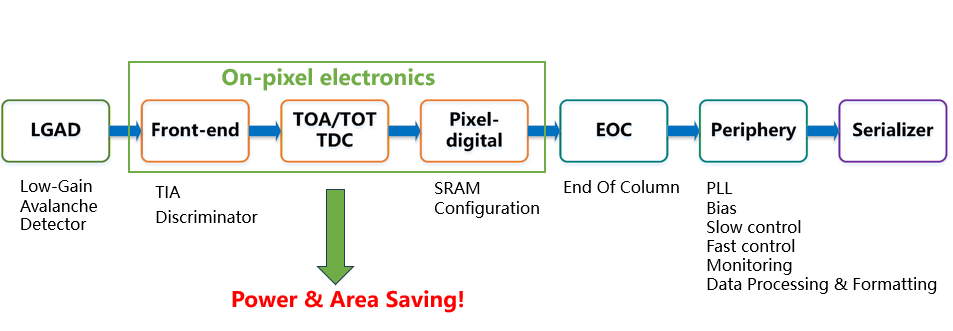 On-pixel electronics
LGAD
Front-end
TOA/TOT
TDC
Pixel-
digital
EOC
Periphery
Serializer
Low-Gain
Avalanche
Detector
TIA
Discriminator
SRAM
Configuration
End Of Column
PLL
Bias
Slow control
Fast control
Monitoring
Data Processing & Formatting
Power & Area Saving!